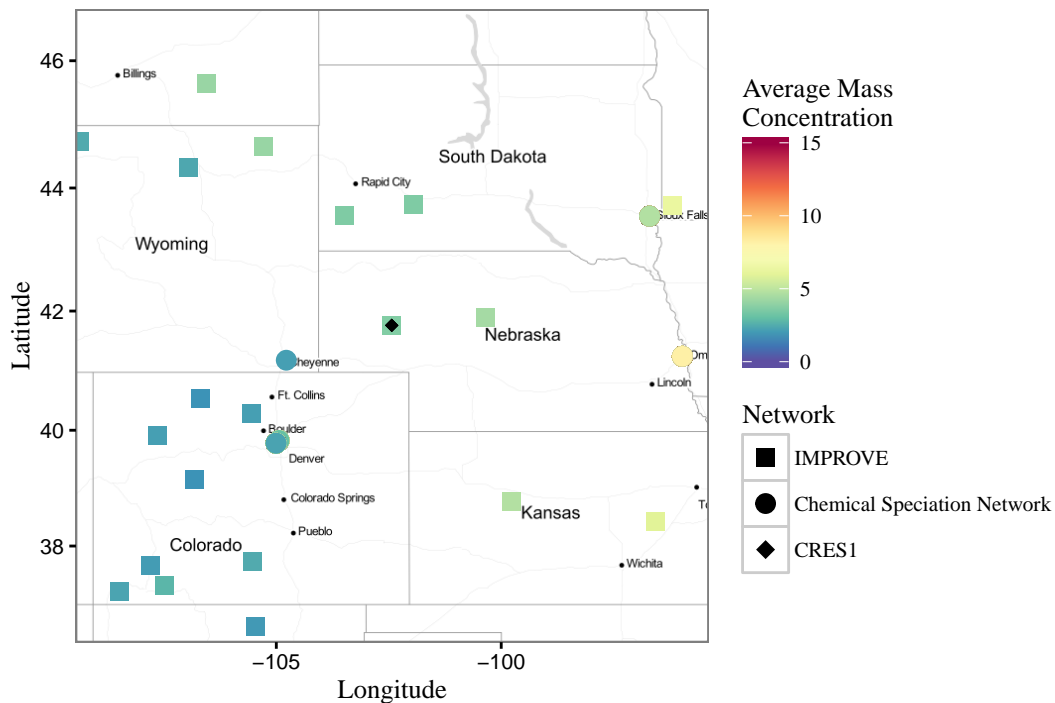 46
44
42
40
38
Latitude
−105
−100
Longitude
Billings
South Dakota
Rapid City
Sioux Falls
Wyoming
Nebraska
Cheyenne
Om
Lincoln
Ft. Collins
Boulder
Denver
Colorado Springs
Kansas
To
Pueblo
Colorado
Wichita
Average Mass
Concentration
15
10
5
0
Network
IMPROVE
Chemical Speciation Network
CRES1